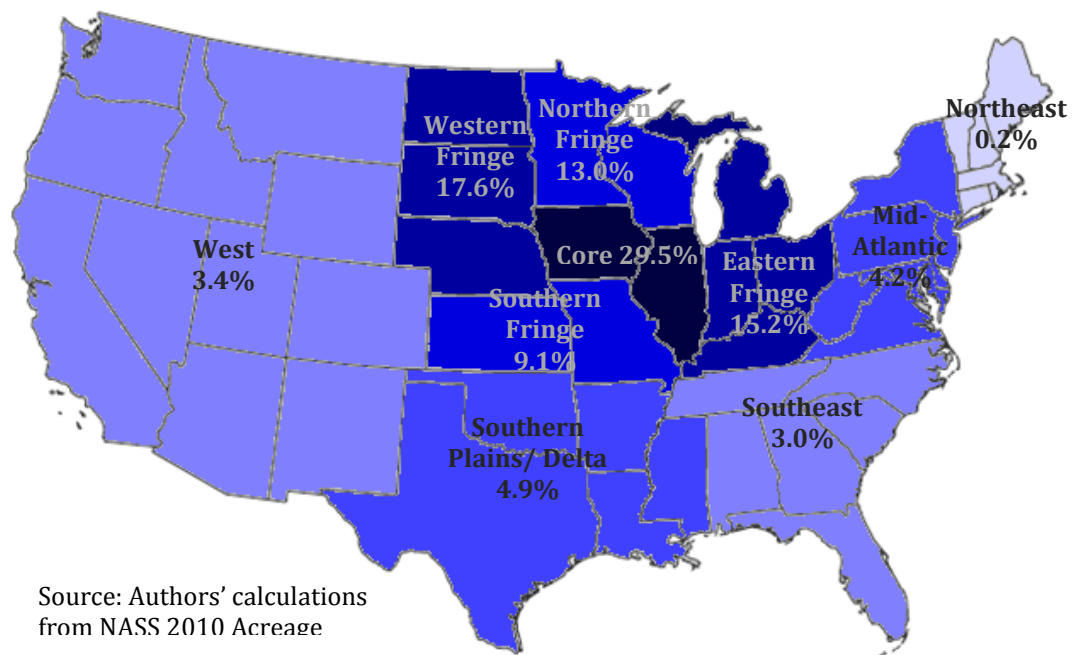 Western
Fringe
17.6%
Northern
Fringe
13.0%
Northeast
0.2%
West
3.4%
Core 29.5%
Eastern
Fringe
15.2%
Mid-
Atlantic
4.2%
Southern
Fringe
9.1%
Southern
Plains/ Delta
4.9%
Southeast
3.0%
Source: Authors’ calculations
from NASS 2010 Acreage